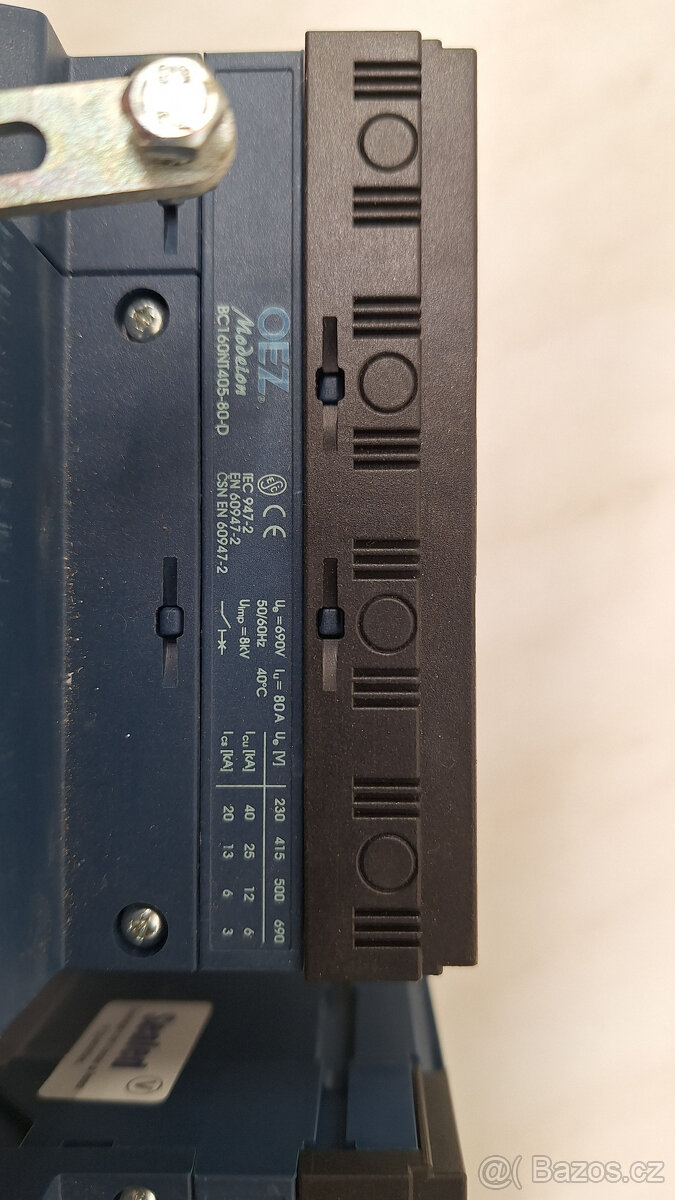 OEZ®
Modeion
BC160NT405-80-D
CE
IEC 947-2
EN 60947-2
ČSN EN 60947-2
Ue =690V Iu = 80A
50/60Hz 40°C
Uimp = 8kV
Ue [V] 230 415 500 690
Icu [kA] 40 25 12 6
Ics [kA] 20 13 6 3
@( Bazos.cz